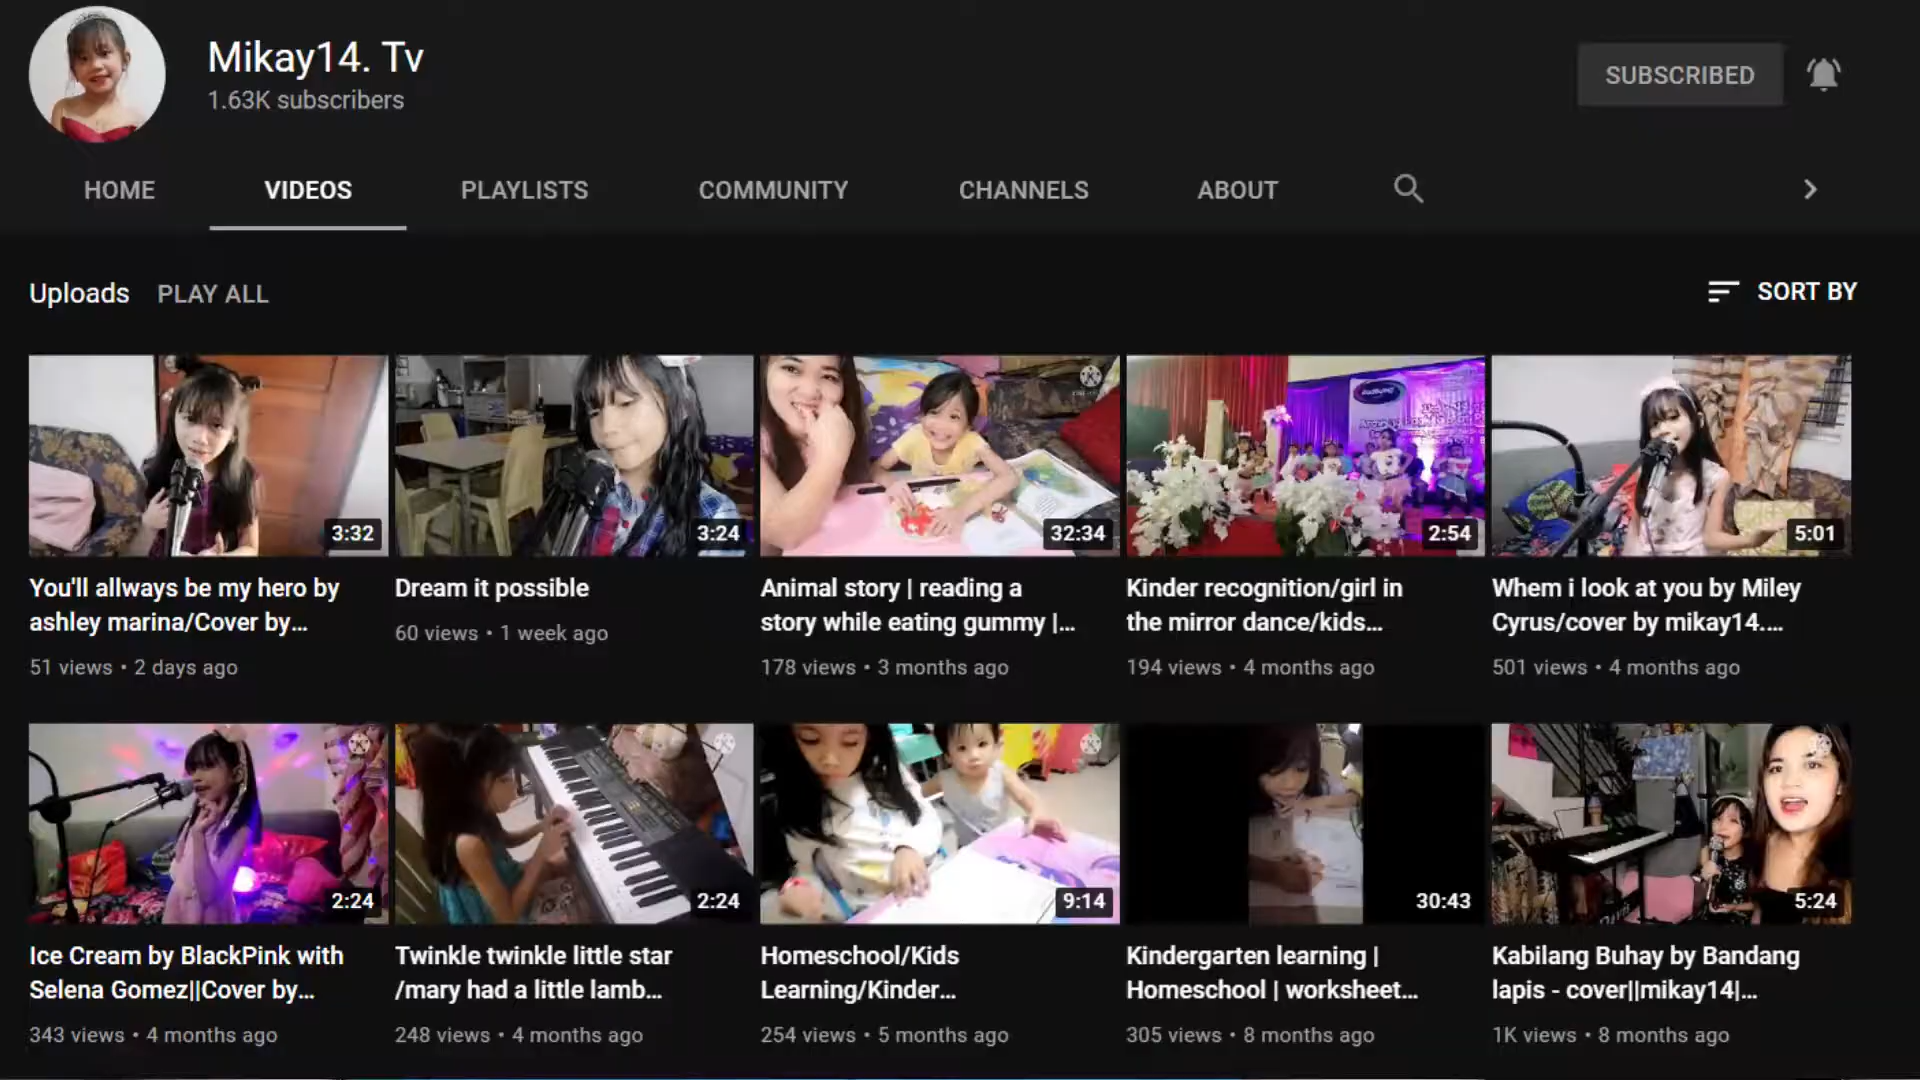 Mikay14. Tv
1.63K subscribers
SUBSCRIBED
HOME
VIDEOS
PLAYLISTS
COMMUNITY
CHANNELS
ABOUT
Uploads
PLAY ALL
SORT BY
3:32
3:24
32:34
2:54
5:01
You'll allways be my hero by
ashley marina/Cover by...
51 views • 2 days ago
Dream it possible
60 views • 1 week ago
Animal story | reading a
story while eating gummy |...
178 views • 3 months ago
Kinder recognition/girl in
the mirror dance/kids...
194 views • 4 months ago
Whem i look at you by Miley
Cyrus/cover by mikay14....
501 views • 4 months ago
2:24
2:24
9:14
30:43
5:24
Ice Cream by BlackPink with
Selena Gomez||Cover by...
343 views • 4 months ago
Twinkle twinkle little star
/mary had a little lamb...
248 views • 4 months ago
Homeschool/Kids
Learning/Kinder...
254 views • 5 months ago
Kindergarten learning |
Homeschool | worksheet...
305 views • 8 months ago
Kabilang Buhay by Bandang
lapis - cover||mikay14|...
1K views • 8 months ago